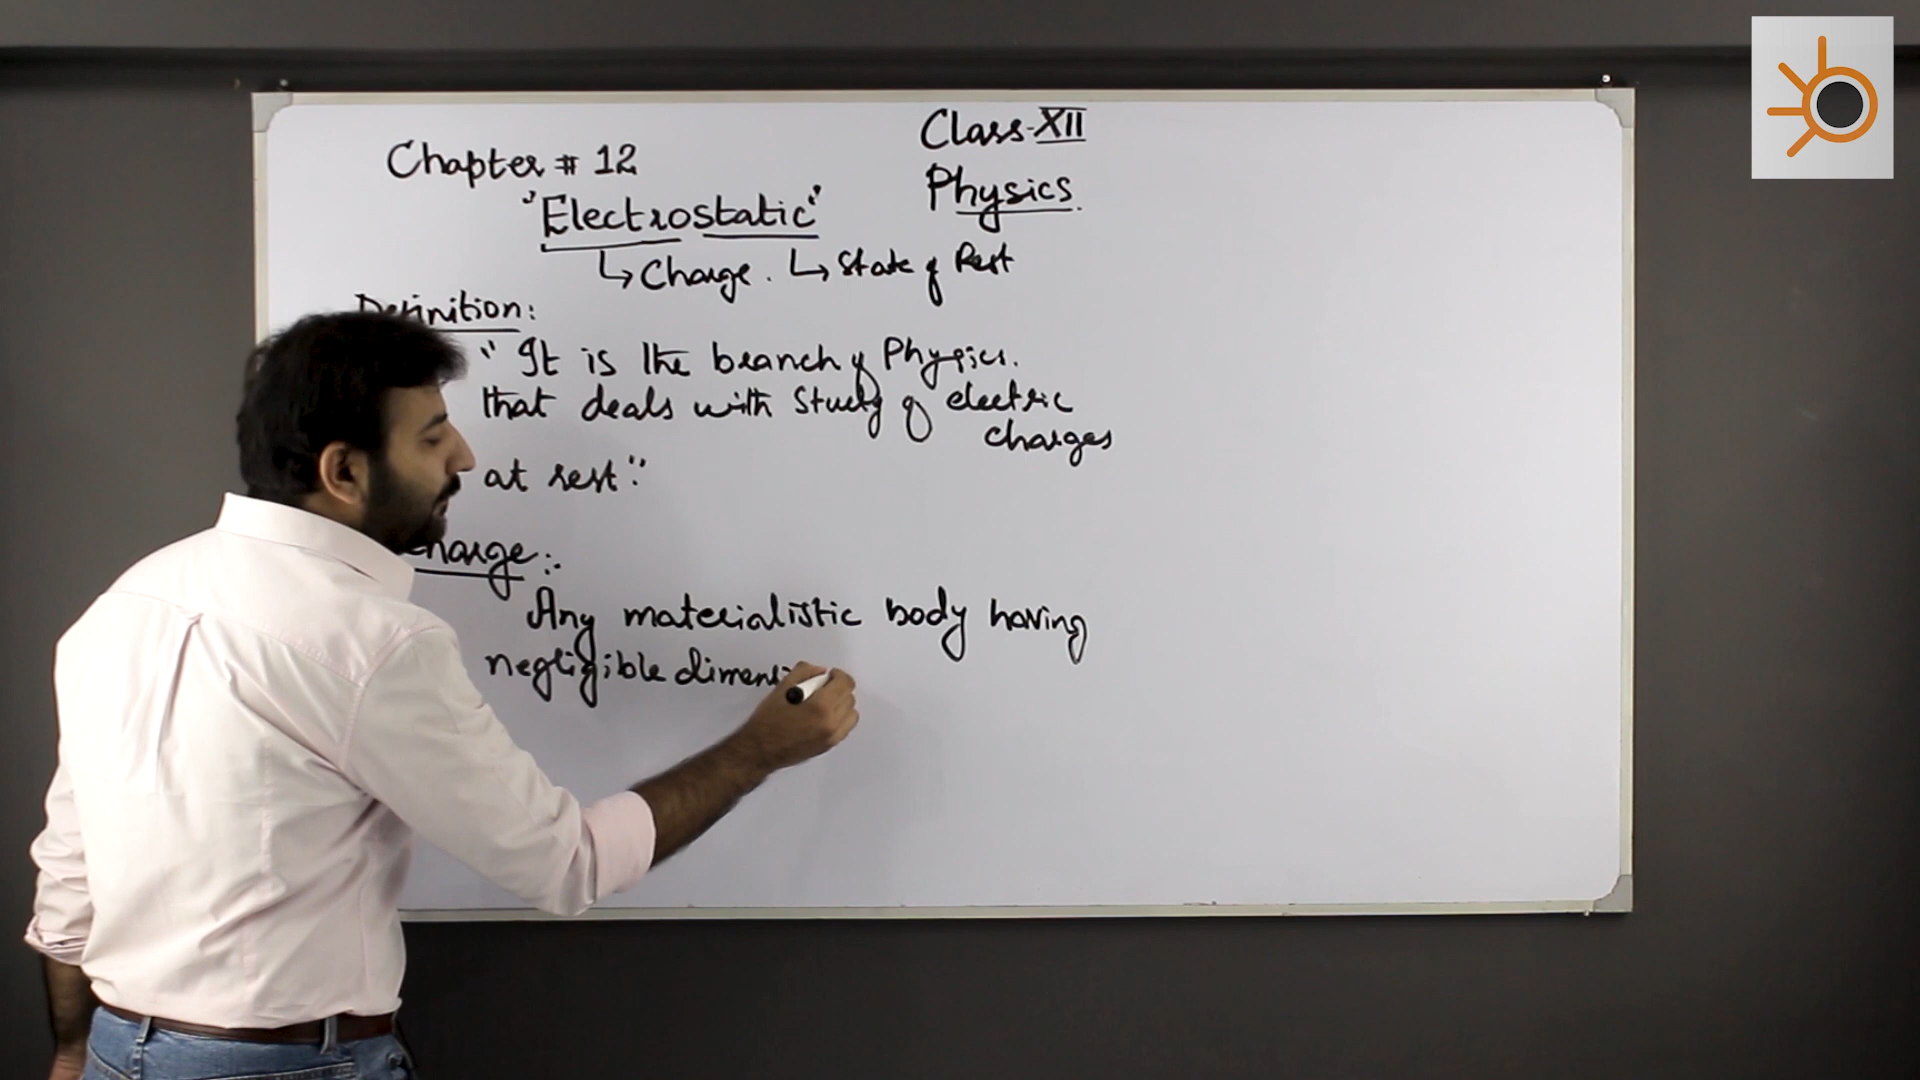 Class-XII
Chapter # 12
Physics.
"Electrostatic"
↳ Charge. ↳ State of Rest
Definition:
"It is the branch of Physics.
that deals with Study of electric
charges
at rest"
Charge:
Any materialistic body having
negligible dimensi